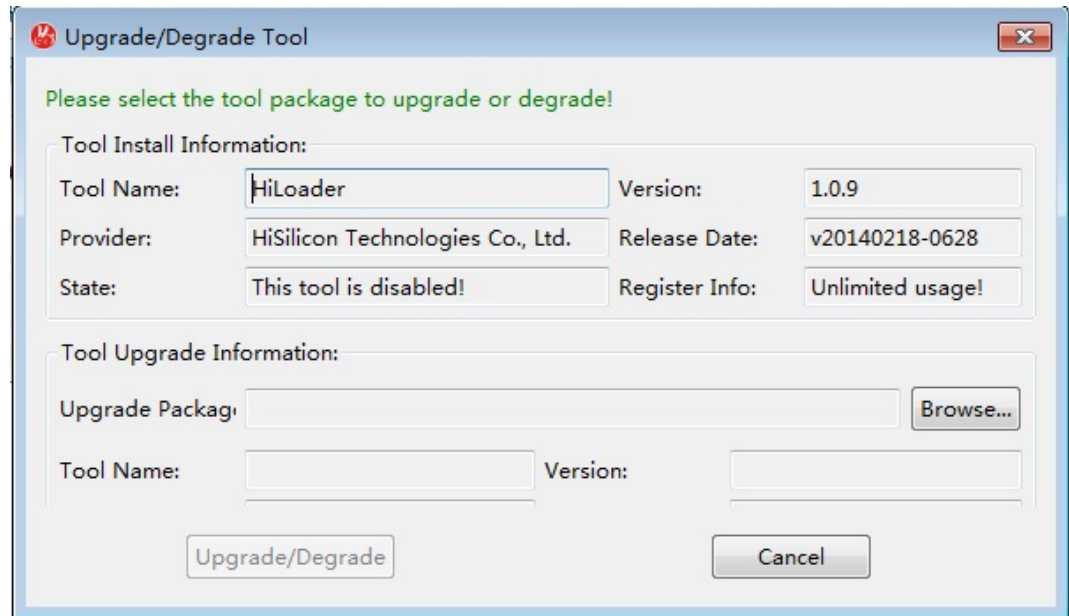 Upgrade/Degrade Tool
Please select the tool package to upgrade or degrade!
Tool Install Information:
Tool Name: HiLoader Version: 1.0.9
Provider: HiSilicon Technologies Co., Ltd. Release Date: v20140218-0628
State: This tool is disabled! Register Info: Unlimited usage!
Tool Upgrade Information:
Upgrade Packag Browse...
Tool Name: Version:
Upgrade/Degrade Cancel